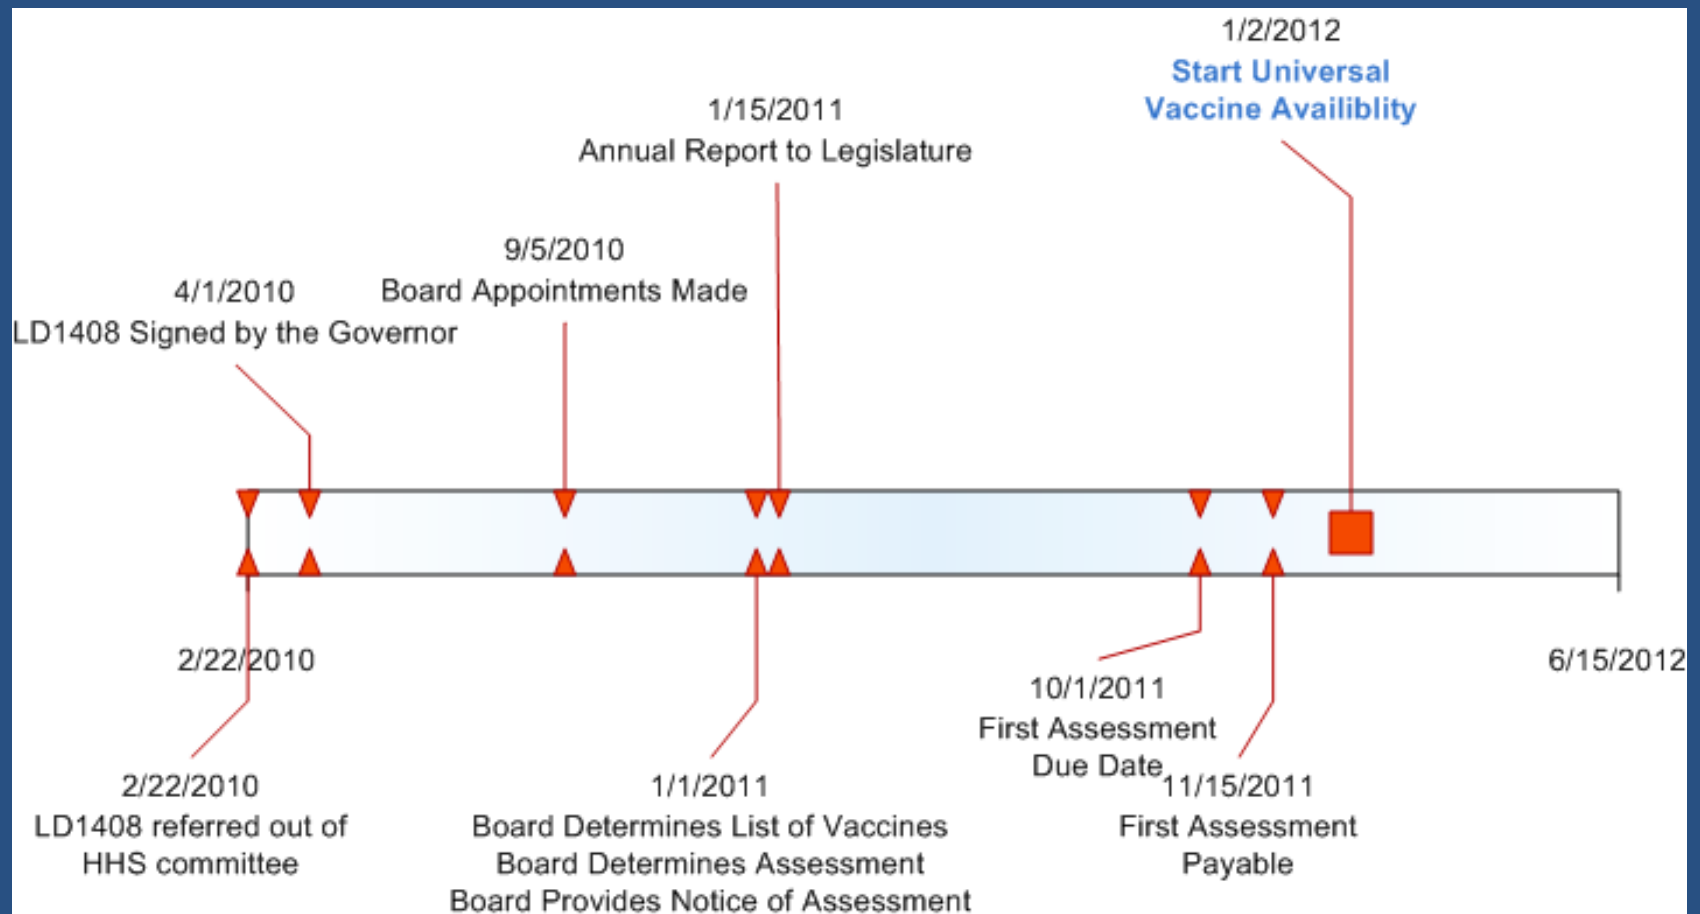 1/2/2012
Start Universal
Vaccine Availiblity
1/15/2011
Annual Report to Legislature
9/5/2010
Board Appointments Made
4/1/2010
LD1408 Signed by the Governor
2/22/2010
6/15/2012
2/22/2010
LD1408 referred out of
HHS committee
1/1/2011
Board Determines List of Vaccines
Board Determines Assessment
Board Provides Notice of Assessment
10/1/2011
First Assessment
Due Date
11/15/2011
First Assessment
Payable